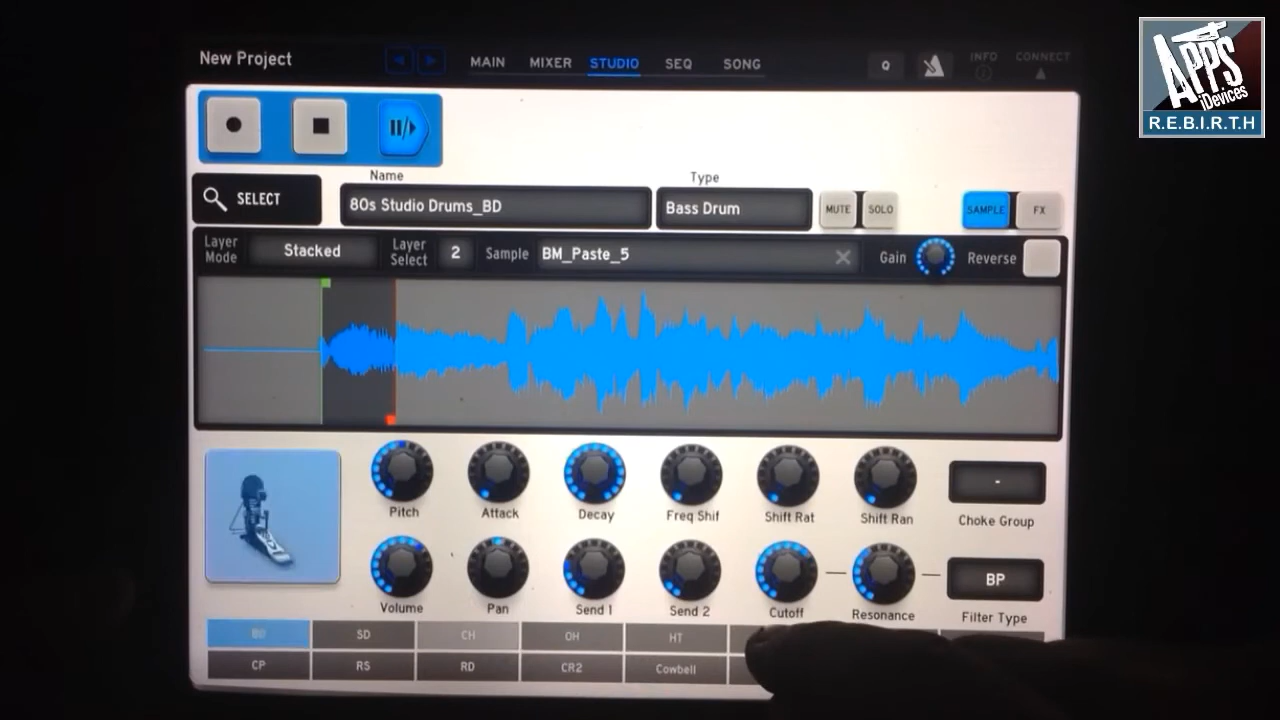 New Project
MAIN MIXER STUDIO SEQ SONG
Q INFO CONNECT
APPS
iDevices
R.E.B.I.R.T.H
Name Type
SELECT 80s Studio Drums_BD Bass Drum MUTE SOLO SAMPLE FX
Layer Mode Stacked Layer Select 2 Sample BM_Paste_5 Gain Reverse
Pitch Attack Decay Freq Shif Shift Rat Shift Ran - Choke Group
Volume Pan Send 1 Send 2 Cutoff Resonance BP Filter Type
BD SD CH OH HT
CP RS RD CR2 Cowbell